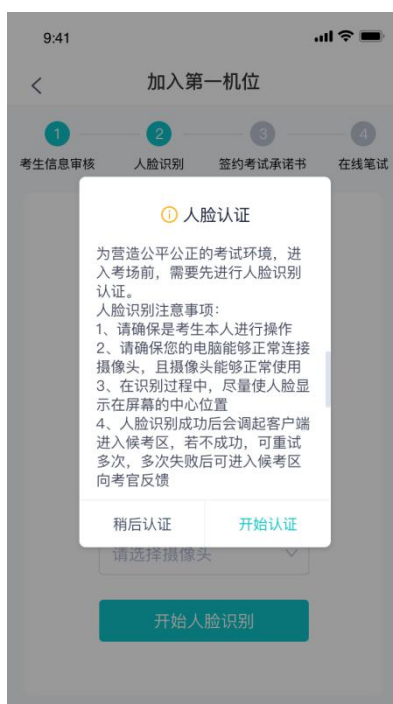 9:41
加入第一机位
1
2
3
4
考生信息审核
人脸识别
签约考试承诺书
在线笔试
人脸认证
为营造公平公正的考试环境，进
入考场前，需要先进行人脸识别
认证。
人脸识别注意事项：
1、请确保是考生本人进行操作
2、请确保您的电脑能够正常连接
摄像头，且摄像头能够正常使用
3、在识别过程中，尽量使人脸显
示在屏幕的中心位置
4、人脸识别成功后会调起客户端
进入候考区，若不成功，可重试
多次，多次失败后可进入候考区
向考官反馈
稍后认证
开始认证
请选择摄像头
开始人脸识别